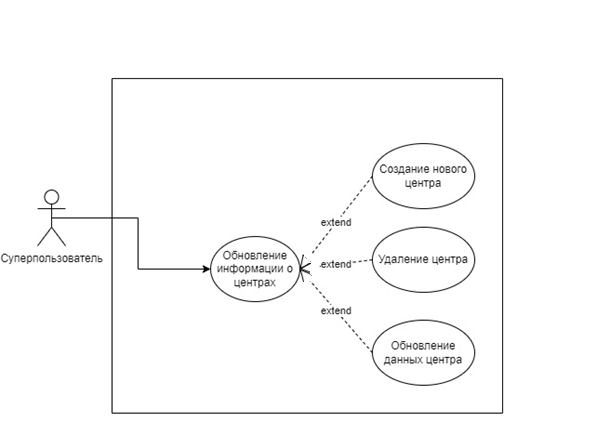 Создание нового
центра
extend
Суперпользователь
Обновление
информации о
центрах
extend
Удаление центра
extend
Обновление
данных центра